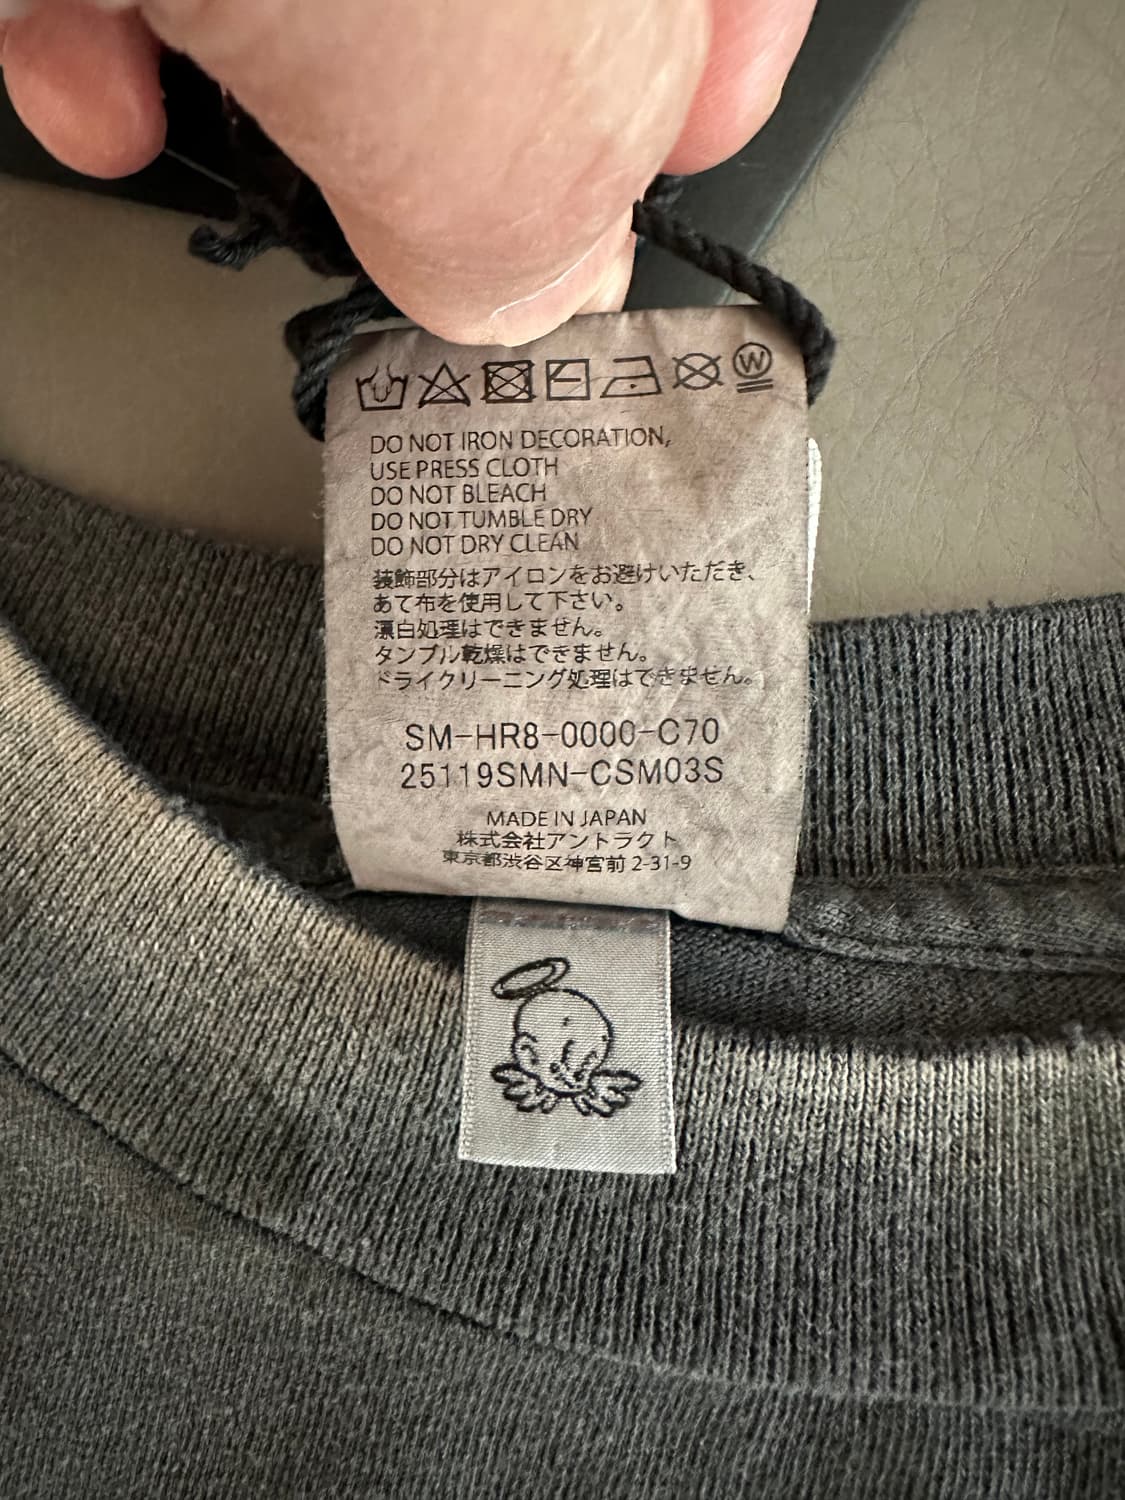 W
DO NOT IRON DECORATION,
USE PRESS CLOTH
DO NOT BLEACH
DO NOT TUMBLE DRY
DO NOT DRY CLEAN
装飾部分はアイロンをお避けいただき、
あて布を使用して下さい。
漂白処理はできません。
タンブル乾燥はできません。
ドライクリーニング処理はできません。
SM-HR8-0000-C70
25119SMN-CSM03S
MADE IN JAPAN
株式会社アントラクト
東京都渋谷区神宮前 2-31-9